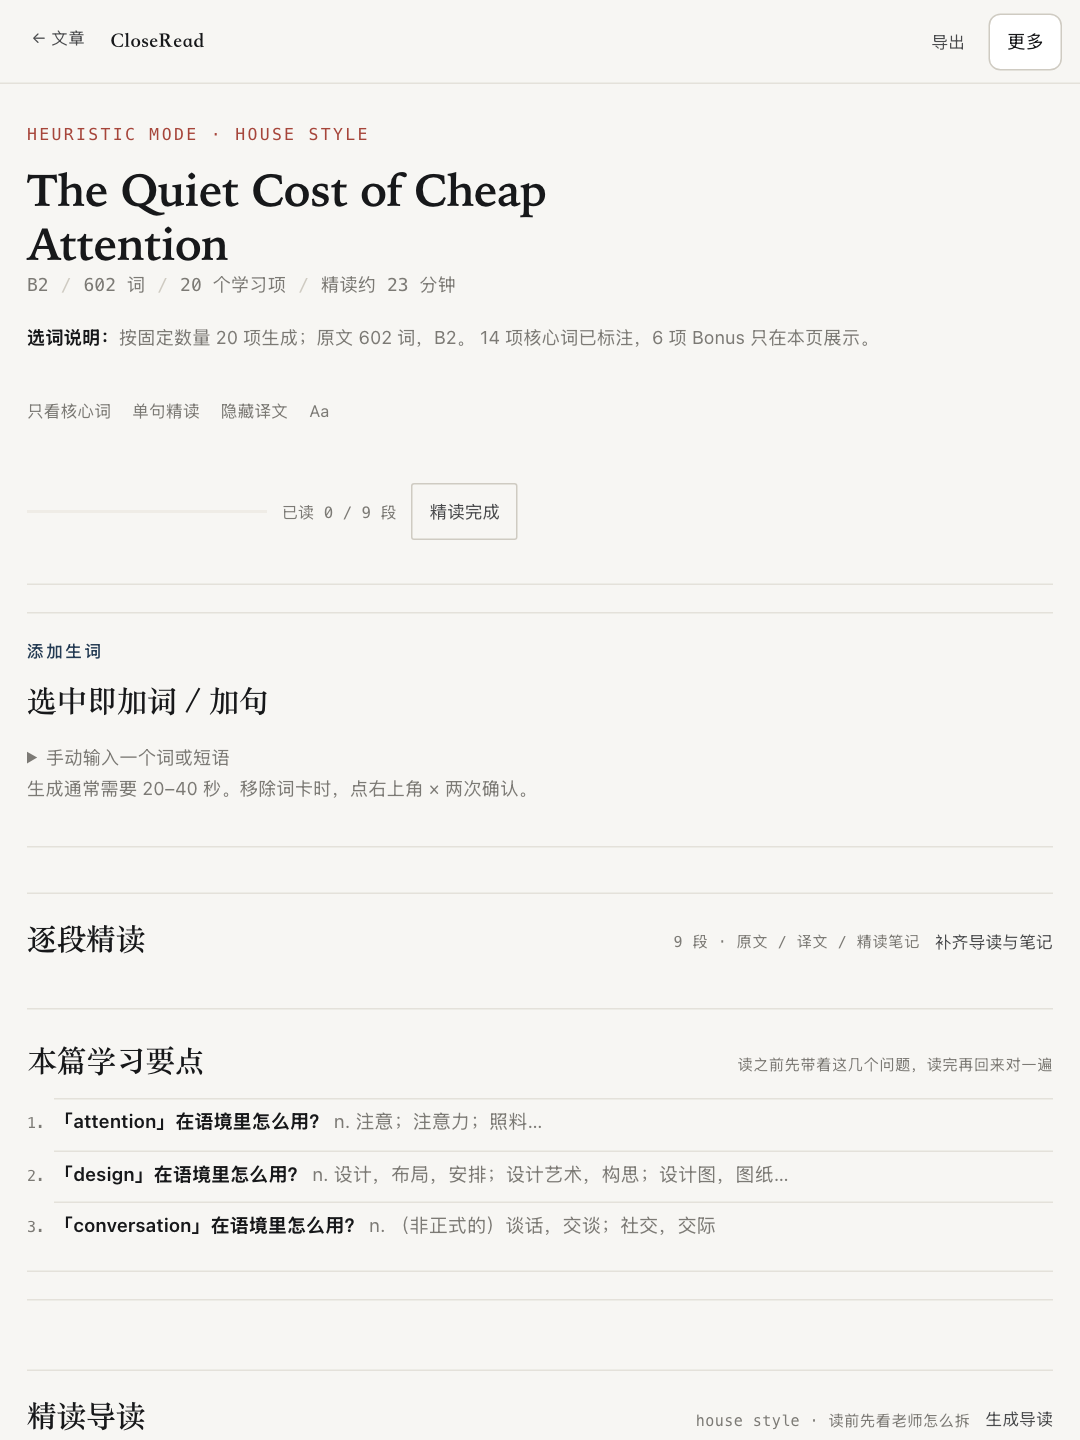 ← 文章 CloseRead 导出 更多
HEURISTIC MODE · HOUSE STYLE
The Quiet Cost of Cheap
Attention
B2 / 602 词 / 20 个学习项 / 精读约 23 分钟
选词说明：按固定数量 20 项生成；原文 602 词，B2。 14 项核心词已标注，6 项 Bonus 只在本页展示。
只看核心词 单句精读 隐藏译文 Aa
已读 0 / 9 段 精读完成
添加生词
选中即加词 / 加句
▶ 手动输入一个词或短语
生成通常需要 20–40 秒。移除词卡时，点右上角 × 两次确认。
逐段精读 9 段 · 原文 / 译文 / 精读笔记 补齐导读与笔记
本篇学习要点 读之前先带着这几个问题，读完再回来对一遍
1. 「attention」在语境里怎么用? n. 注意；注意力；照料...
2. 「design」在语境里怎么用? n. 设计，布局，安排；设计艺术，构思；设计图，图纸...
3. 「conversation」在语境里怎么用? n. （非正式的）谈话，交谈；社交，交际
精读导读 house style · 读前先看老师怎么拆 生成导读